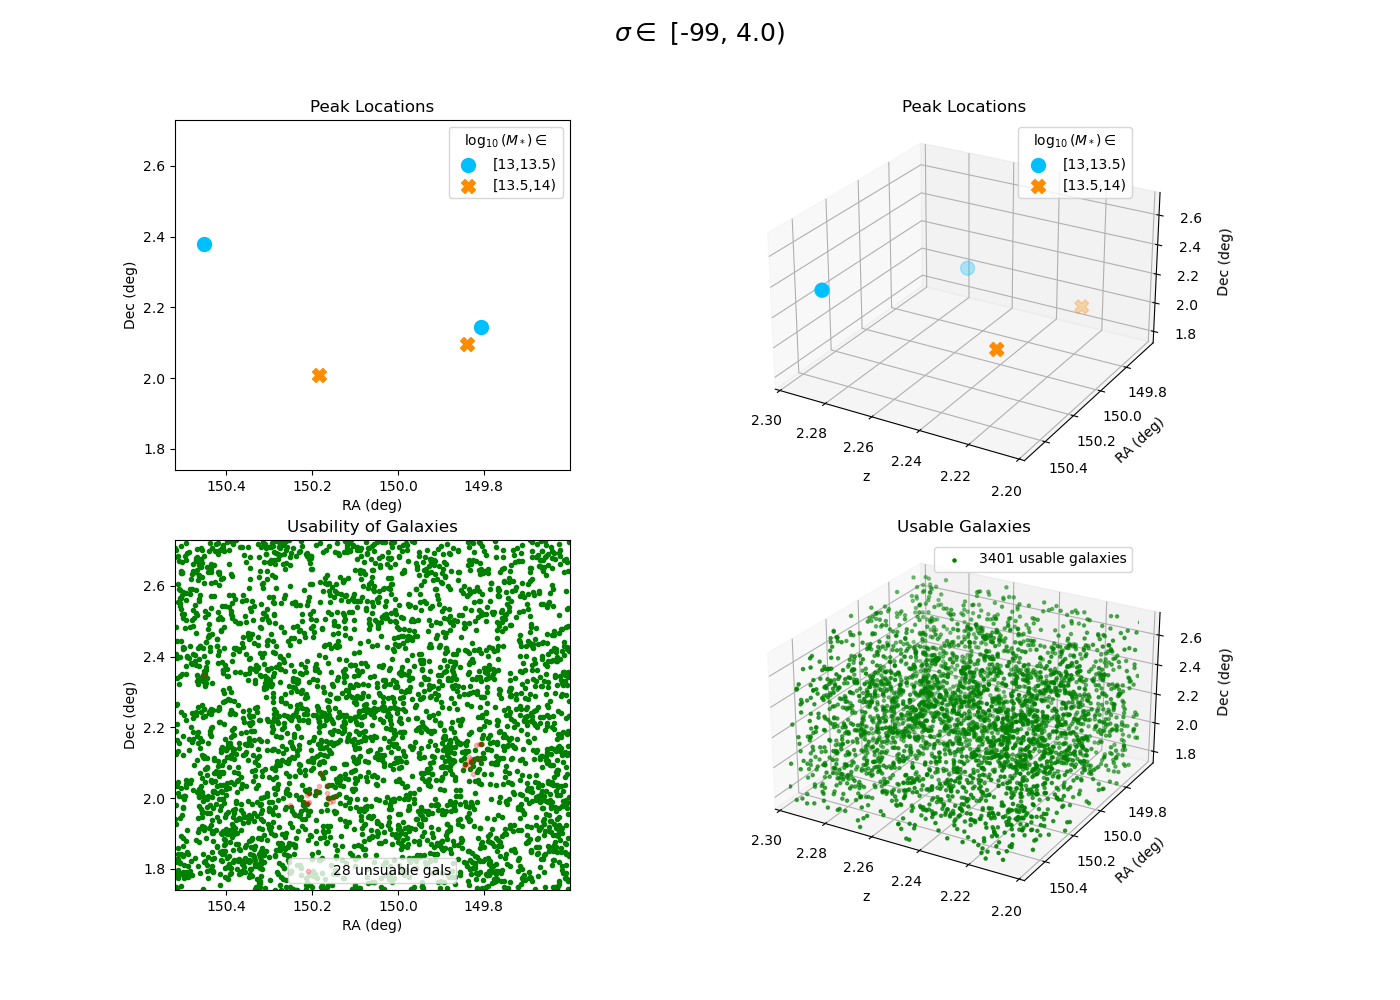 σ ∈ [-99, 4.0)
Peak Locations
log₁₀(M*) ∈
[13,13.5)
[13.5,14)
2.6
2.4
2.2
2.0
1.8
Dec (deg)
150.4 150.2 150.0 149.8
RA (deg)
Peak Locations
log₁₀(M*) ∈
[13,13.5)
[13.5,14)
2.6
2.4
2.2
2.0
1.8
Dec (deg)
149.8
150.0
150.2
150.4
RA (deg)
2.30
2.28
2.26
2.24
2.22
2.20
z
Usability of Galaxies
2.6
2.4
2.2
2.0
1.8
Dec (deg)
28 unusable gals
150.4 150.2 150.0 149.8
RA (deg)
Usable Galaxies
3401 usable galaxies
2.6
2.4
2.2
2.0
1.8
Dec (deg)
149.8
150.0
150.2
150.4
RA (deg)
2.30
2.28
2.26
2.24
2.22
2.20
z